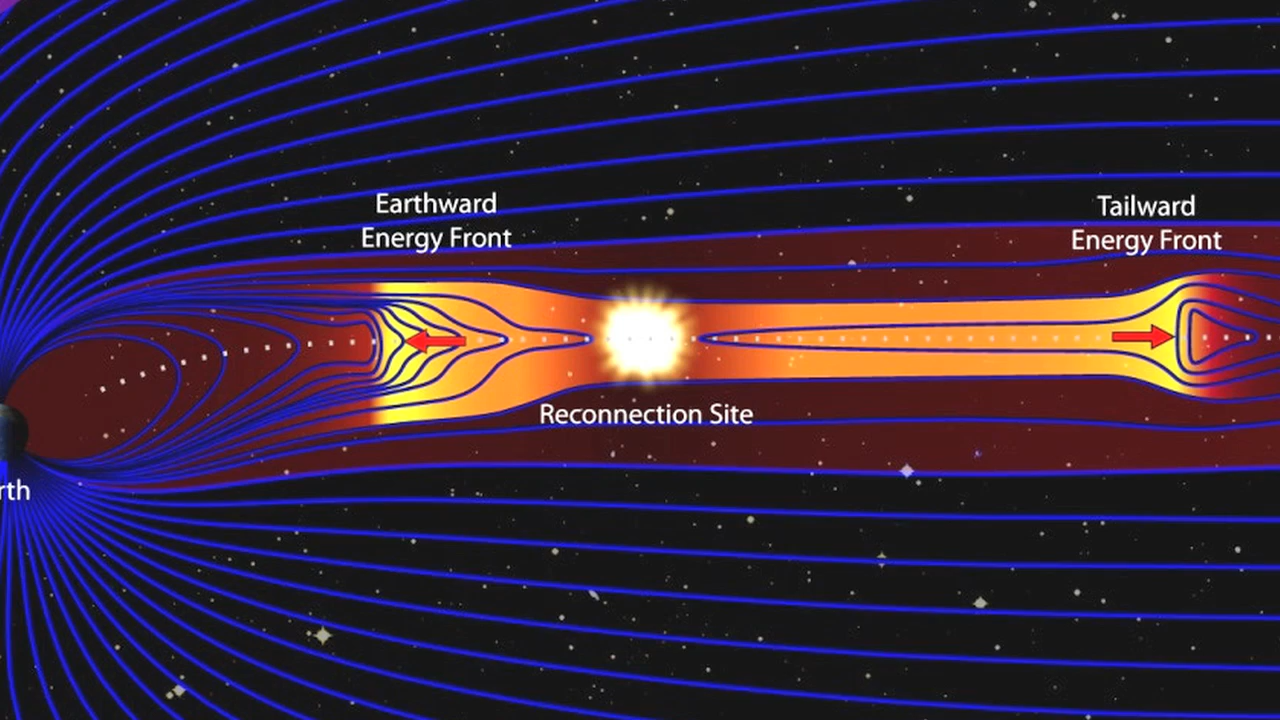 Earthward
Energy Front
Tailward
Energy Front
Reconnection Site
rth